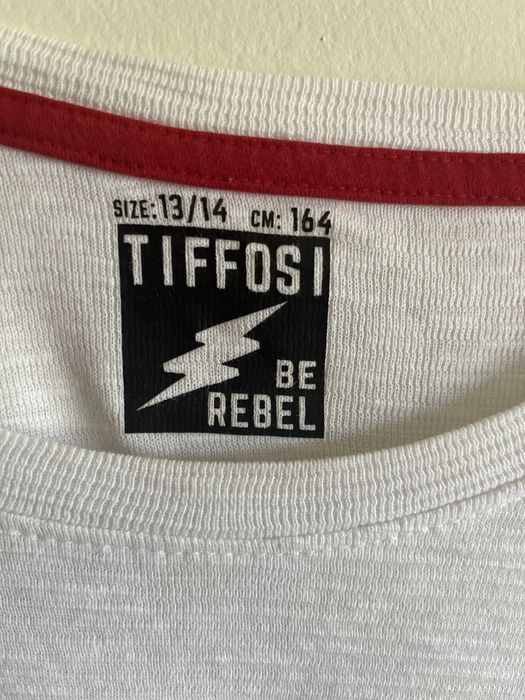 SIZE: 13/14 CM: 164
TIFFOSI
BE
REBEL